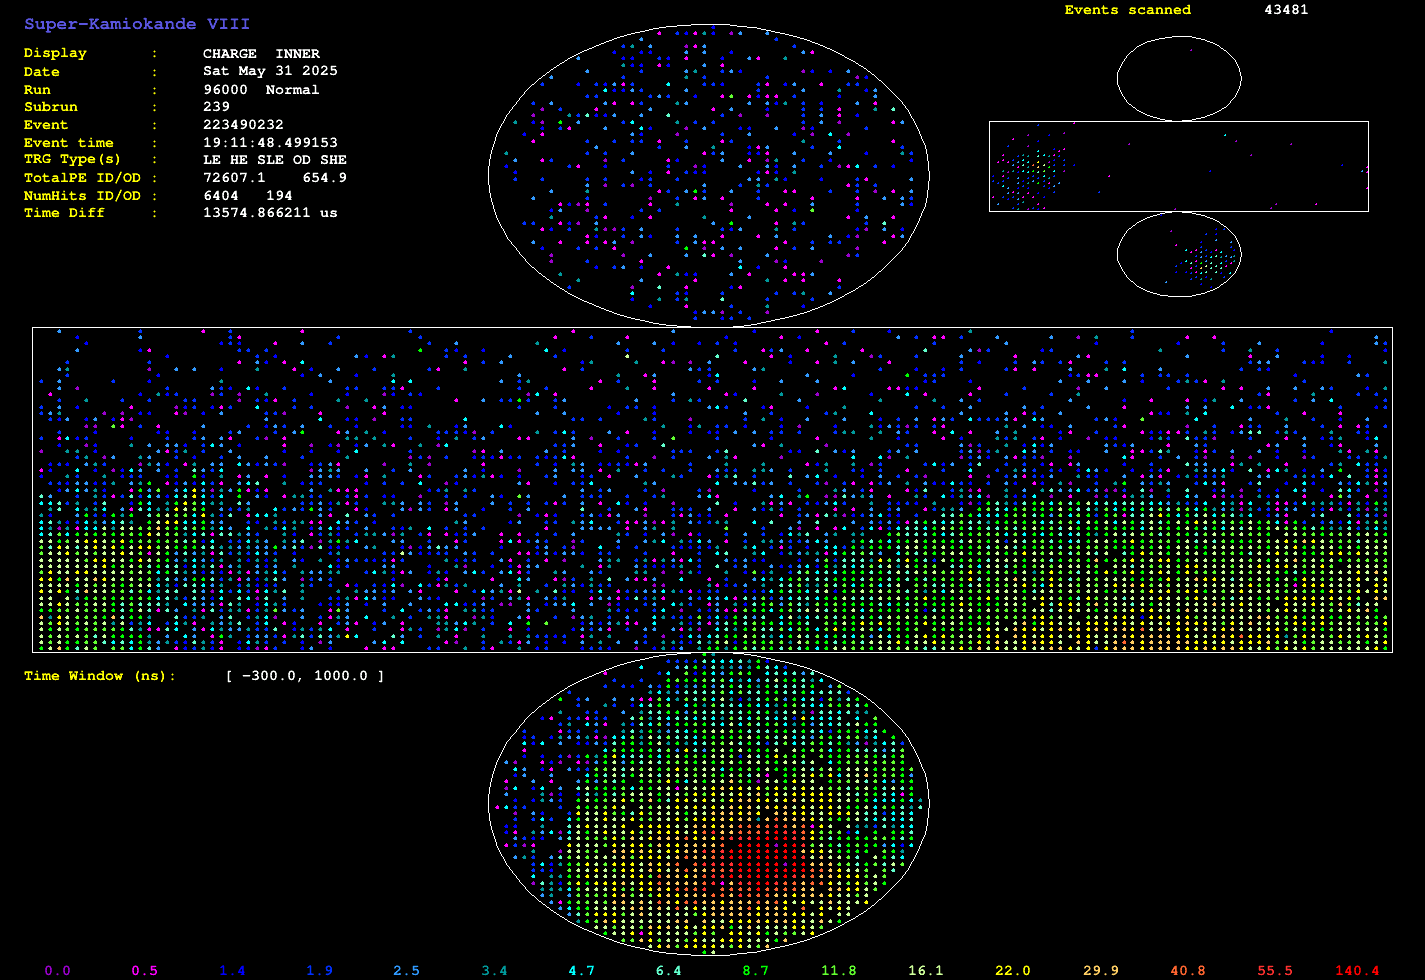 Super-Kamiokande VIII
Events scanned 43481
Display : CHARGE INNER
Date : Sat May 31 2025
Run : 96000 Normal
Subrun : 239
Event : 223490232
Event time : 19:11:48.499153
TRG Type(s) : LE HE SLE OD SHE
TotalPE ID/OD : 72607.1 654.9
NumHits ID/OD : 6404 194
Time Diff : 13574.866211 us
Time Window (ns): [ -300.0, 1000.0 ]
0.0 0.5 1.4 1.9 2.5 3.4 4.7 6.4 8.7 11.8 16.1 22.0 29.9 40.8 55.5 140.4